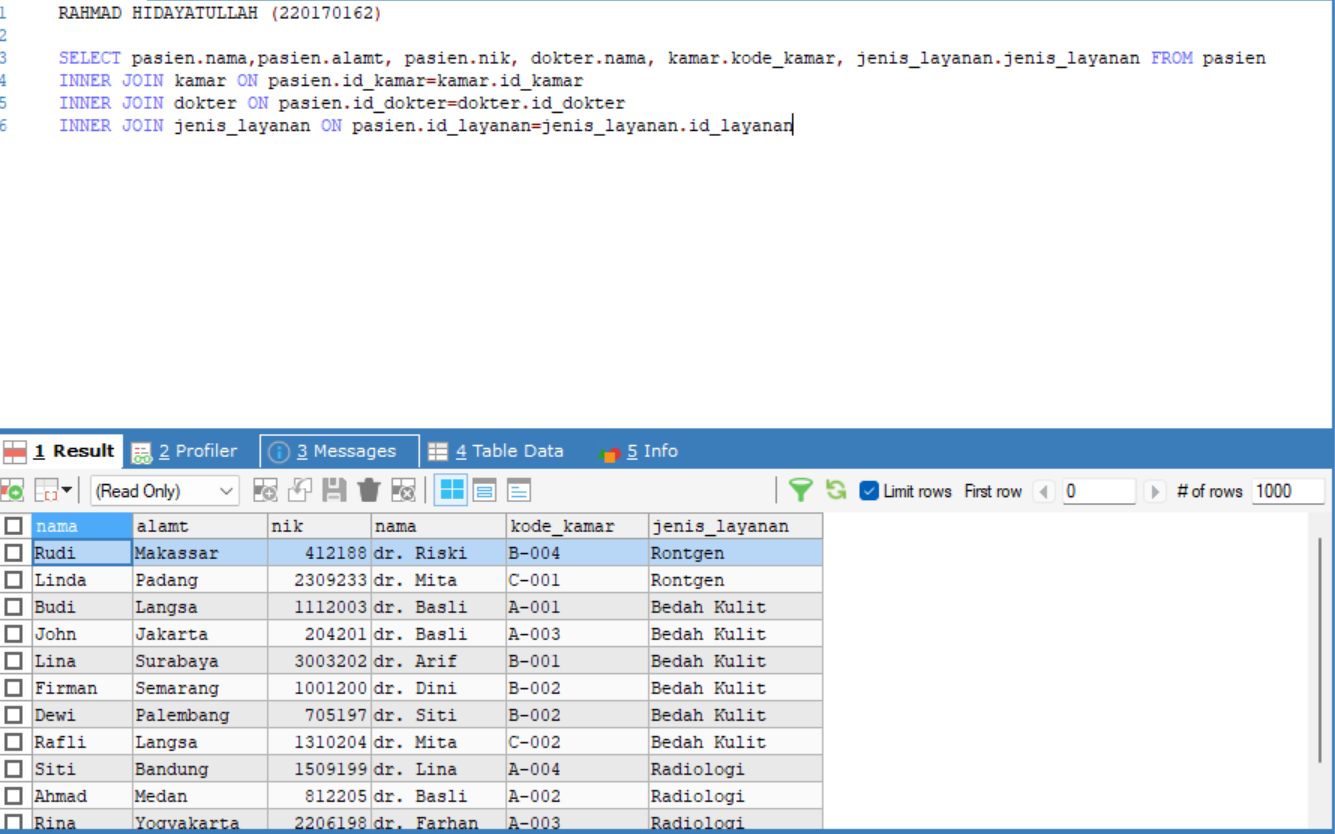 1 RAHMAD HIDAYATULLAH (220170162)
2
3 SELECT pasien.nama,pasien.alamt, pasien.nik, dokter.nama, kamar.kode_kamar, jenis_layanan.jenis_layanan FROM pasien
4 INNER JOIN kamar ON pasien.id_kamar=kamar.id_kamar
5 INNER JOIN dokter ON pasien.id_dokter=dokter.id_dokter
6 INNER JOIN jenis_layanan ON pasien.id_layanan=jenis_layanan.id_layanan
1 Result 2 Profiler 3 Messages 4 Table Data 5 Info
(Read Only) Limit rows First row 0 # of rows 1000
nama alamt nik nama kode_kamar jenis_layanan
Rudi Makassar 412188 dr. Riski B-004 Rontgen
Linda Padang 2309233 dr. Mita C-001 Rontgen
Budi Langsa 1112003 dr. Basli A-001 Bedah Kulit
John Jakarta 204201 dr. Basli A-003 Bedah Kulit
Lina Surabaya 3003202 dr. Arif B-001 Bedah Kulit
Firman Semarang 1001200 dr. Dini B-002 Bedah Kulit
Dewi Palembang 705197 dr. Siti B-002 Bedah Kulit
Rafli Langsa 1310204 dr. Mita C-002 Bedah Kulit
Siti Bandung 1509199 dr. Lina A-004 Radiologi
Ahmad Medan 812205 dr. Basli A-002 Radiologi
Rina Yogyakarta 2206198 dr. Farhan A-003 Radiologi